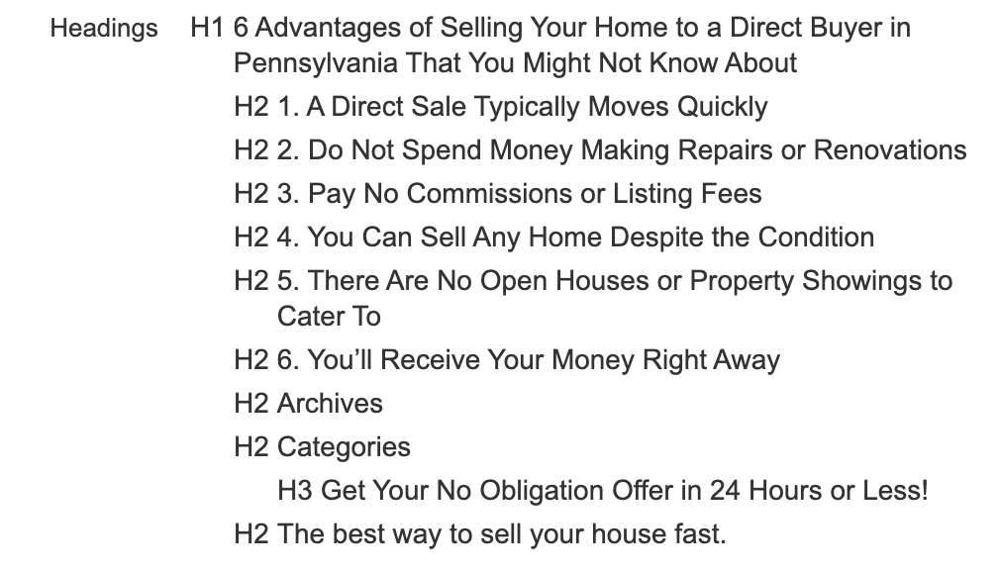 Headings H1 6 Advantages of Selling Your Home to a Direct Buyer in
Pennsylvania That You Might Not Know About
H2 1. A Direct Sale Typically Moves Quickly
H2 2. Do Not Spend Money Making Repairs or Renovations
H2 3. Pay No Commissions or Listing Fees
H2 4. You Can Sell Any Home Despite the Condition
H2 5. There Are No Open Houses or Property Showings to
Cater To
H2 6. You’ll Receive Your Money Right Away
H2 Archives
H2 Categories
H3 Get Your No Obligation Offer in 24 Hours or Less!
H2 The best way to sell your house fast.